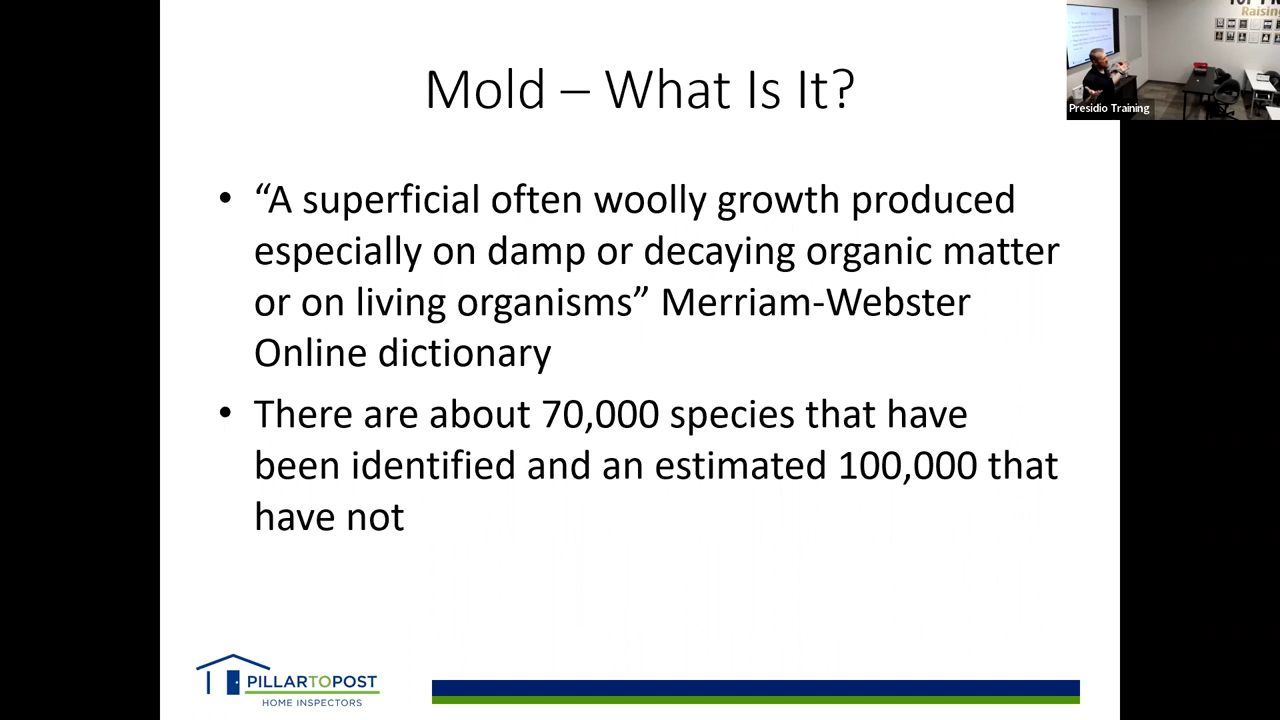 Mold – What Is It?
• “A superficial often woolly growth produced
especially on damp or decaying organic matter
or on living organisms” Merriam-Webster
Online dictionary
• There are about 70,000 species that have
been identified and an estimated 100,000 that
have not
PILLARTOPOST
HOME INSPECTORS
Raising
Presidio Training